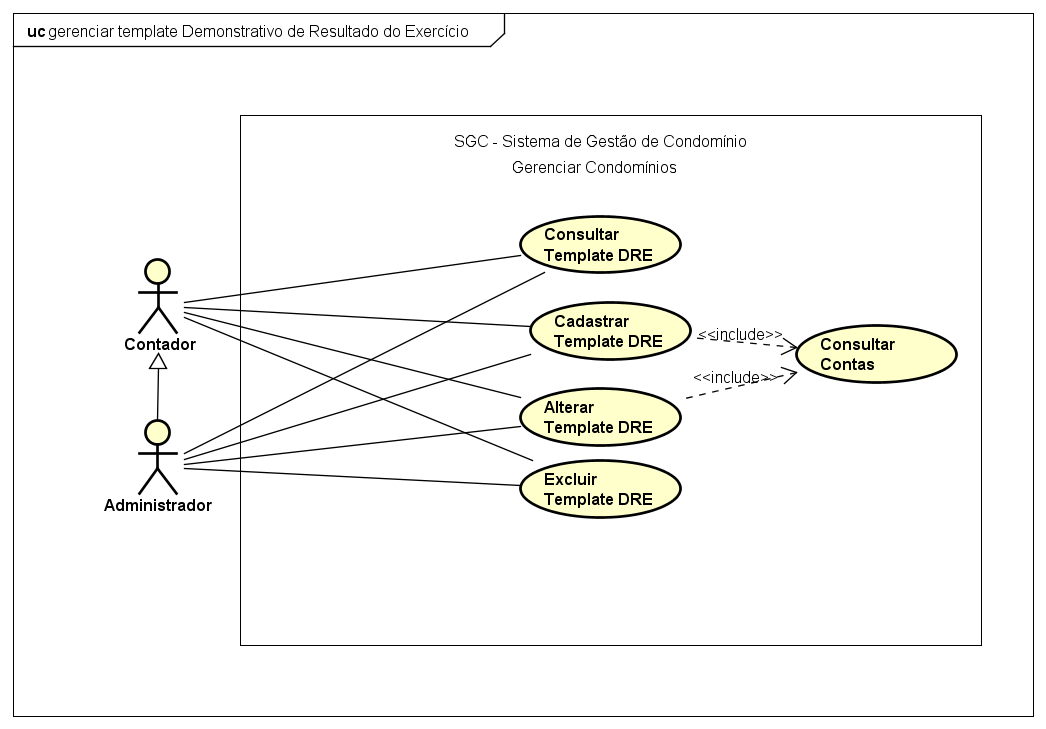 uc gerenciar template Demonstrativo de Resultado do Exercício
SGC - Sistema de Gestão de Condomínio
Gerenciar Condomínios
Consultar
Template DRE
Cadastrar
Template DRE
<<include>>
Consultar
Contas
Contador
<<include>>
Alterar
Template DRE
Excluir
Template DRE
Administrador